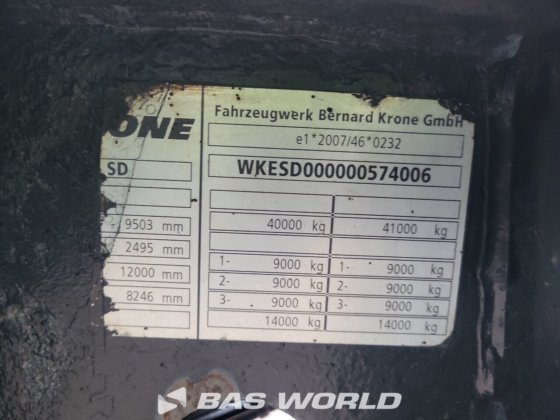 ONE
Fahrzeugwerk Bernard Krone GmbH
e1*2007/46*0232
SD
WKESD000000574006
9503 mm
40000 kg 41000 kg
2495 mm
12000 mm
1- 9000 kg 1- 9000 kg
8246 mm
2- 9000 kg 2- 9000 kg
3- 9000 kg 3- 9000 kg
14000 kg 14000 kg
BAS WORLD